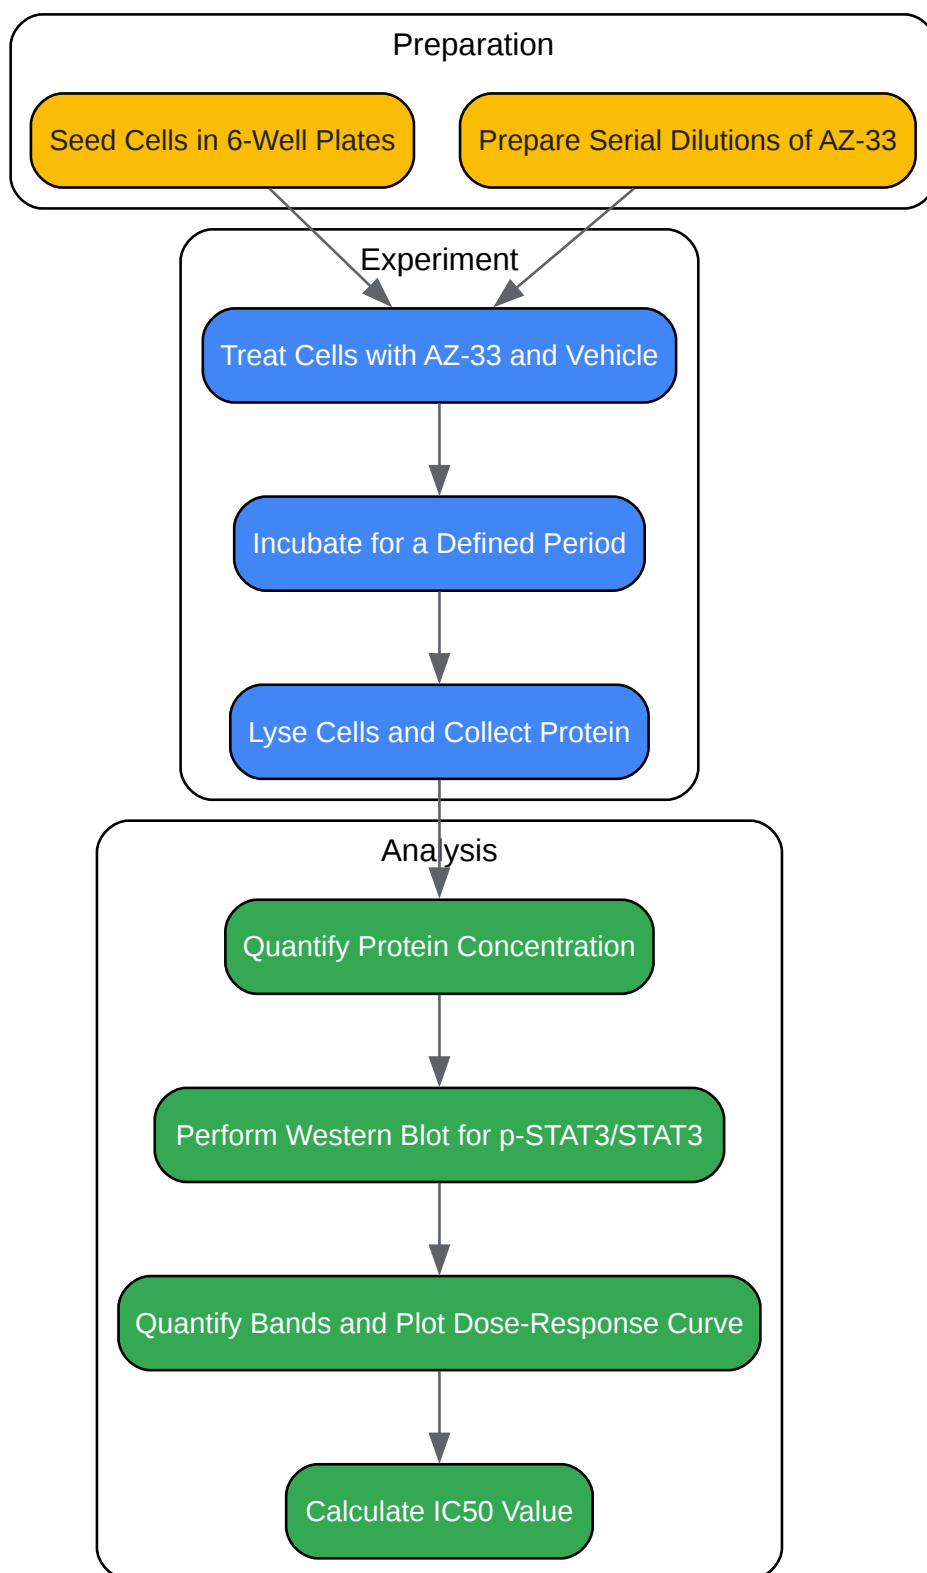 Preparation
Seed Cells in 6-Well Plates
Prepare Serial Dilutions of AZ-33
Experiment
Treat Cells with AZ-33 and Vehicle
Incubate for a Defined Period
Lyse Cells and Collect Protein
Analysis
Quantify Protein Concentration
Perform Western Blot for p-STAT3/STAT3
Quantify Bands and Plot Dose-Response Curve
Calculate IC50 Value